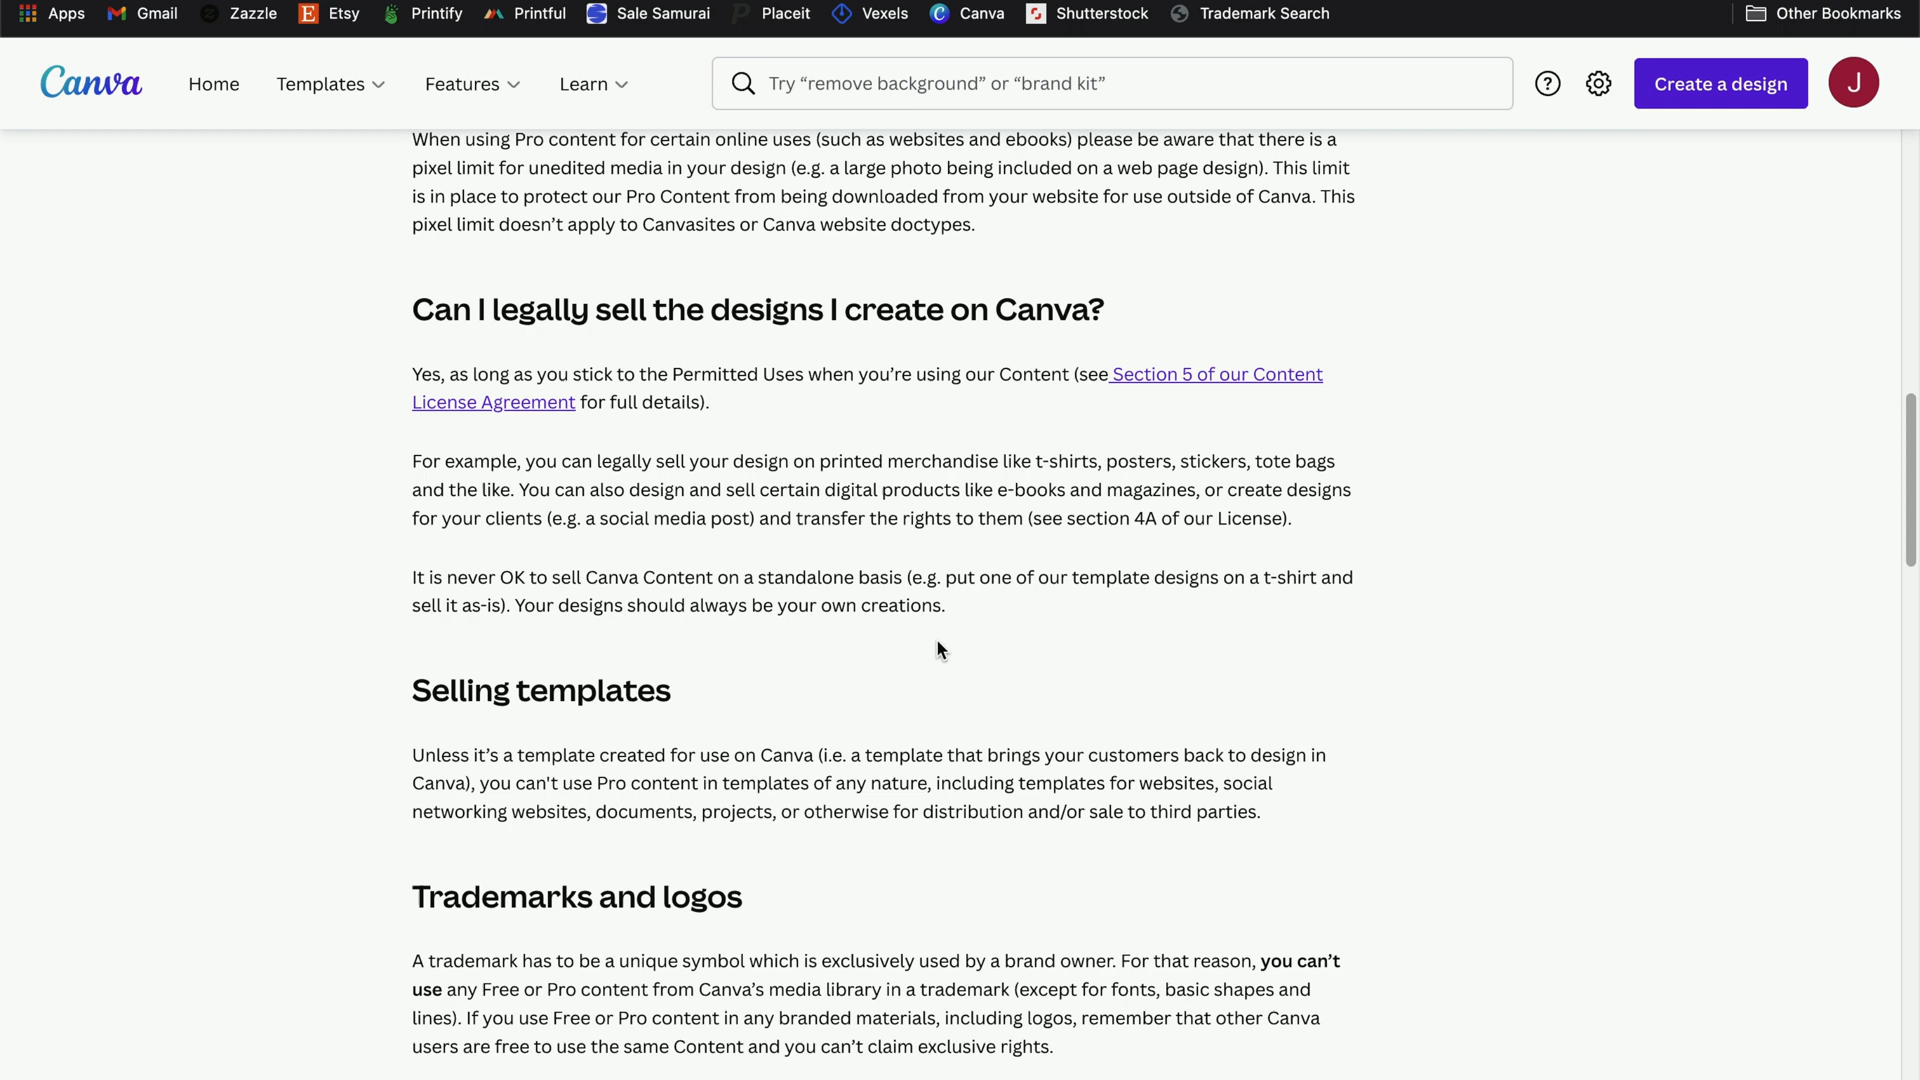 Apps Gmail Zazzle Etsy Printify Printful Sale Samurai Placeit Vexels Canva Shutterstock Trademark Search Other Bookmarks
Canva Home Templates Features Learn Try “remove background” or “brand kit” Create a design J
When using Pro content for certain online uses (such as websites and ebooks) please be aware that there is a
pixel limit for unedited media in your design (e.g. a large photo being included on a web page design). This limit
is in place to protect our Pro Content from being downloaded from your website for use outside of Canva. This
pixel limit doesn’t apply to Canvasites or Canva website doctypes.
Can I legally sell the designs I create on Canva?
Yes, as long as you stick to the Permitted Uses when you’re using our Content (see Section 5 of our Content
License Agreement for full details).
For example, you can legally sell your design on printed merchandise like t-shirts, posters, stickers, tote bags
and the like. You can also design and sell certain digital products like e-books and magazines, or create designs
for your clients (e.g. a social media post) and transfer the rights to them (see section 4A of our License).
It is never OK to sell Canva Content on a standalone basis (e.g. put one of our template designs on a t-shirt and
sell it as-is). Your designs should always be your own creations.
Selling templates
Unless it’s a template created for use on Canva (i.e. a template that brings your customers back to design in
Canva), you can't use Pro content in templates of any nature, including templates for websites, social
networking websites, documents, projects, or otherwise for distribution and/or sale to third parties.
Trademarks and logos
A trademark has to be a unique symbol which is exclusively used by a brand owner. For that reason, you can’t
use any Free or Pro content from Canva’s media library in a trademark (except for fonts, basic shapes and
lines). If you use Free or Pro content in any branded materials, including logos, remember that other Canva
users are free to use the same Content and you can’t claim exclusive rights.